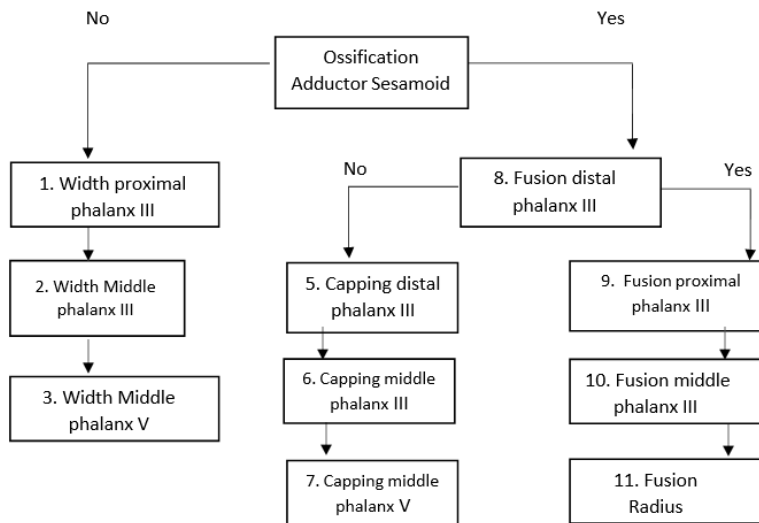 No
Yes
Ossification
Adductor Sesamoid
1. Width proximal
phalanx III
2. Width Middle
phalanx III
3. Width Middle
phalanx V
No
Yes
8. Fusion distal
phalanx III
5. Capping distal
phalanx III
6. Capping middle
phalanx III
7. Capping middle
phalanx V
9. Fusion proximal
phalanx III
10. Fusion middle
phalanx III
11. Fusion
Radius